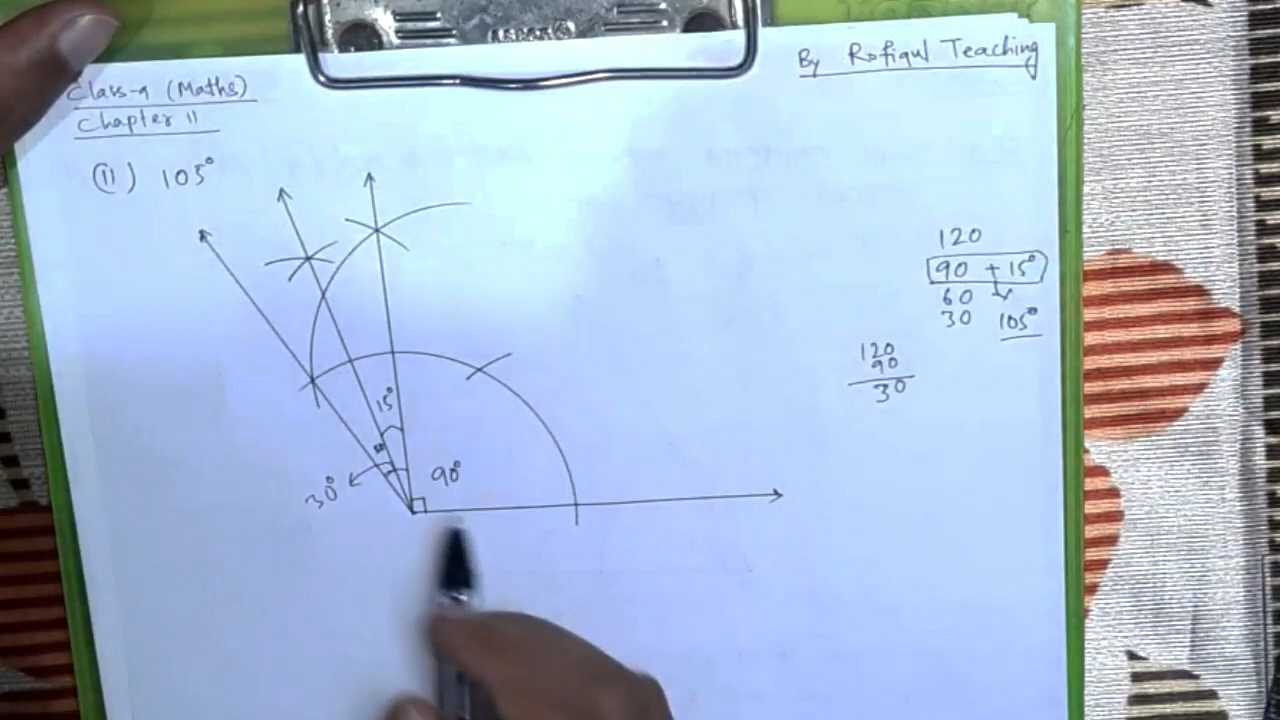 By Rofiqul Teaching
Class-9 (Maths)
Chapter 11
(ii) 105°
120
90 + 15°
60
30 105°
120
90
30
15°
90°
30°